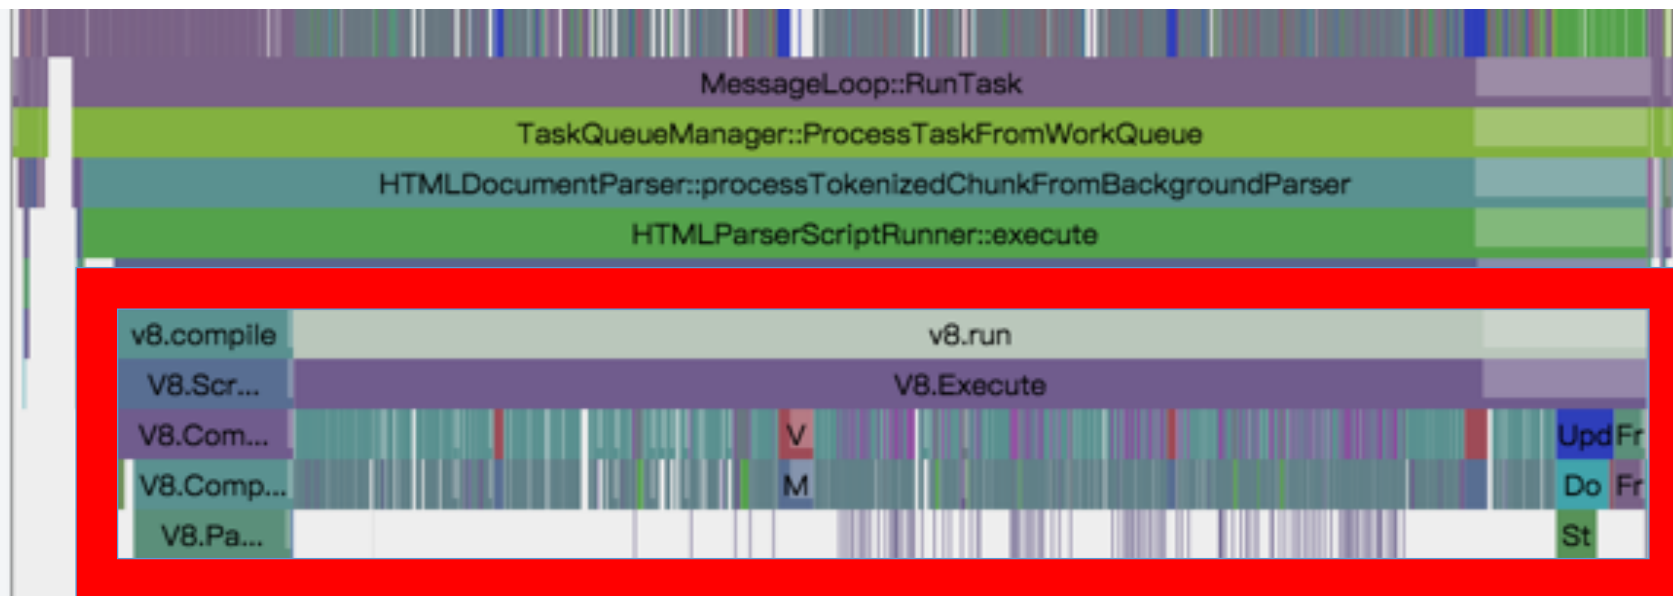 MessageLoop::RunTask
TaskQueueManager::ProcessTaskFromWorkQueue
HTMLDocumentParser::processTokenizedChunkFromBackgroundParser
HTMLParserScriptRunner::execute
v8.compile v8.run
V8.Scr... V8.Execute
V8.Com... V Upd Fr
V8.Comp... M Do Fr
V8.Pa... St